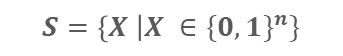 S = {X | X ∈ {0, 1}ⁿ}